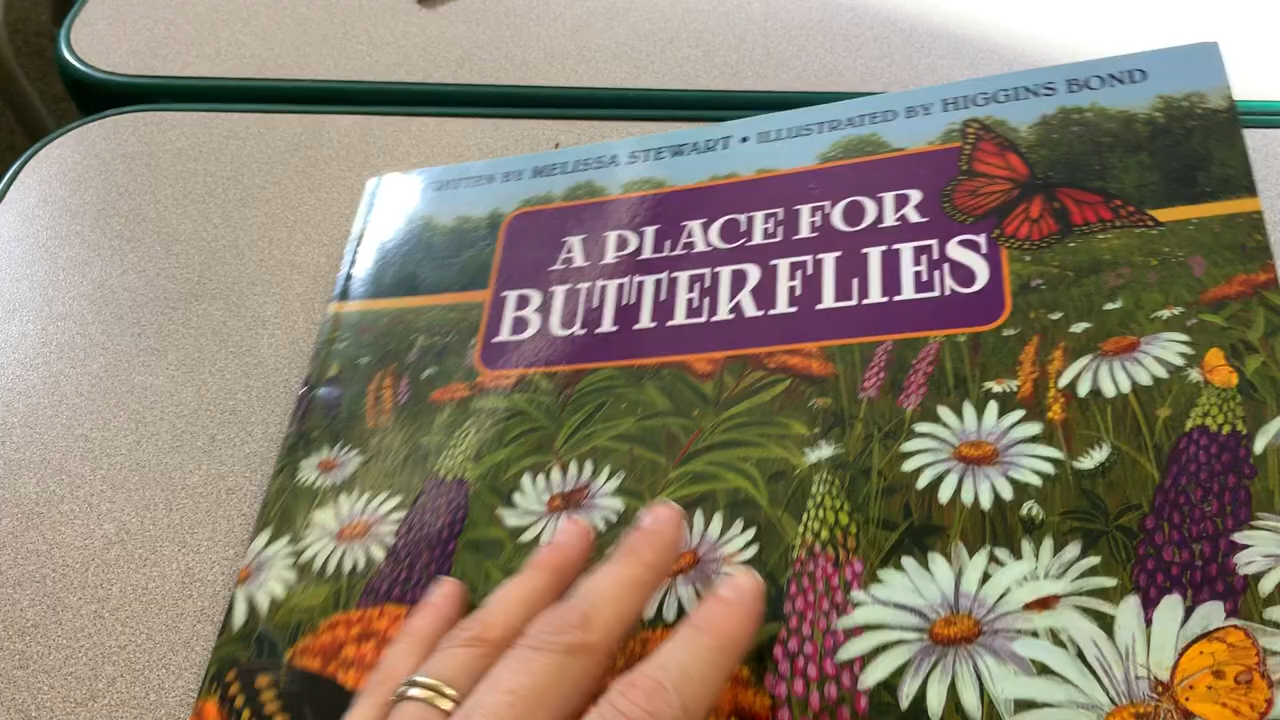 WRITTEN BY MELISSA STEWART • ILLUSTRATED BY HIGGINS BOND
A PLACE FOR
BUTTERFLIES